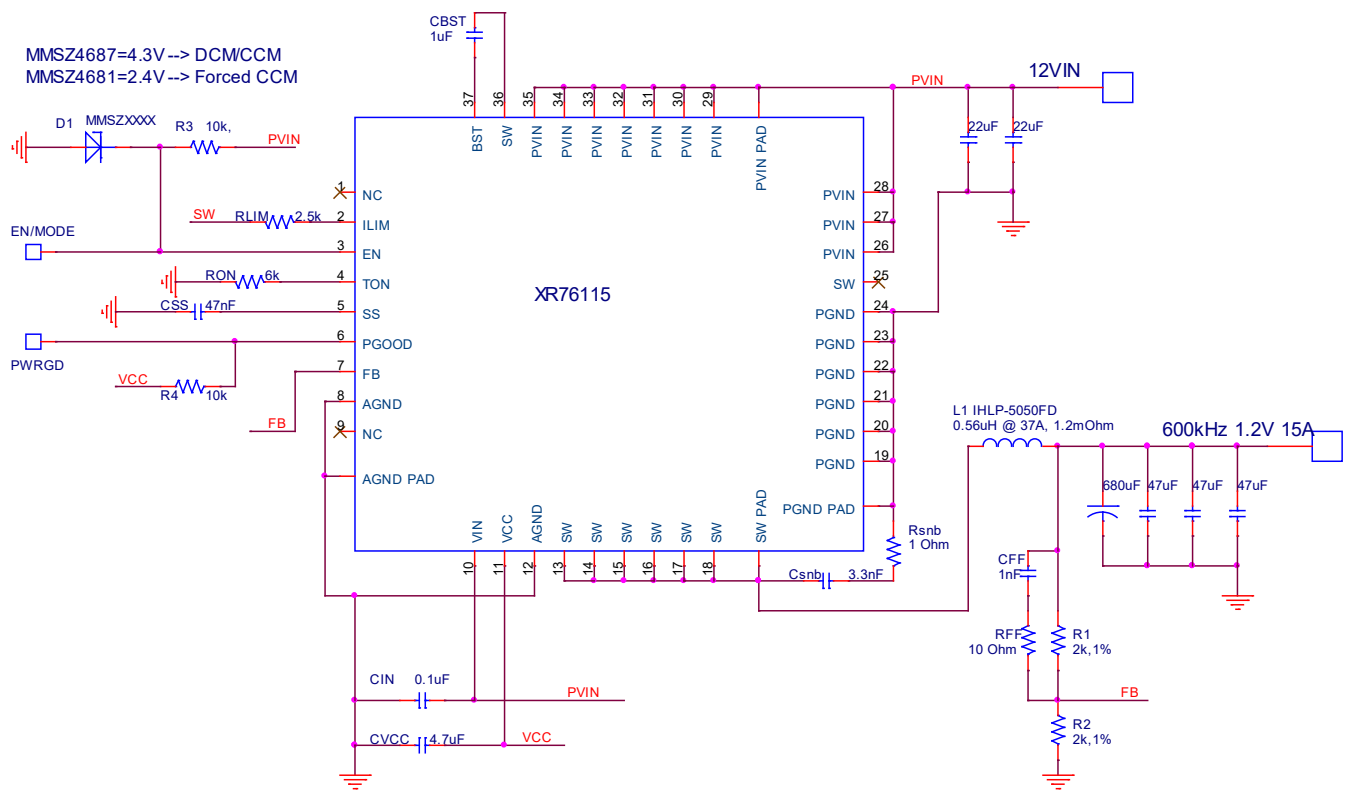 CBST
1uF
MMSZ4687=4.3V --> DCM/CCM
MMSZ4681=2.4V --> Forced CCM
PVIN
12VIN
37
36
35
34
33
32
31
30
29
22uF
22uF
D1
MMSZXXXX
R3
10k,
PVIN
BST
SW
PVIN
PVIN
PVIN
PVIN
PVIN
PVIN
PVIN
PVIN PAD
1
NC
PVIN
28
SW
RLIM
2.5k
2
ILIM
PVIN
27
EN/MODE
3
EN
PVIN
26
RON
6k
4
TON
SW
25
XR76115
CSS
47nF
5
SS
PGND
24
6
PGOOD
PGND
23
PWRGD
7
FB
PGND
22
VCC
R4
10k
8
AGND
PGND
21
FB
9
NC
PGND
20
PGND
19
L1 IHLP-5050FD
0.56uH @ 37A, 1.2mOhm
600kHz 1.2V 15A
AGND PAD
680uF
47uF
47uF
47uF
PGND PAD
VIN
VCC
AGND
SW
SW
SW
SW
SW
SW
SW PAD
Rsnb
1 Ohm
10
11
12
13
14
15
16
17
18
Csnb
3.3nF
CFF
1nF
RFF
10 Ohm
R1
2k,1%
CIN
0.1uF
PVIN
FB
R2
2k,1%
CVCC
4.7uF
VCC